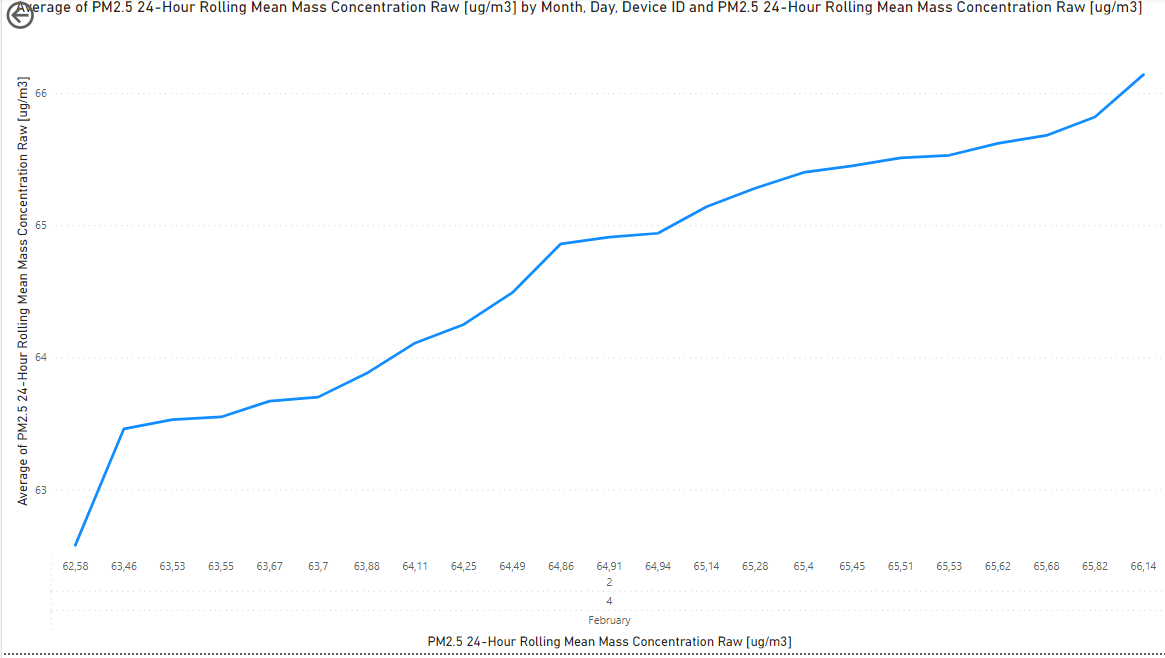 Average of PM2.5 24-Hour Rolling Mean Mass Concentration Raw [ug/m3] by Month, Day, Device ID and PM2.5 24-Hour Rolling Mean Mass Concentration Raw [ug/m3]
Average of PM2.5 24-Hour Rolling Mean Mass Concentration Raw [ug/m3]
66
65
64
63
62,58 63,46 63,53 63,55 63,67 63,7 63,88 64,11 64,25 64,49 64,86 64,91 64,94 65,14 65,28 65,4 65,45 65,51 65,53 65,62 65,68 65,82 66,14
2
4
February
PM2.5 24-Hour Rolling Mean Mass Concentration Raw [ug/m3]